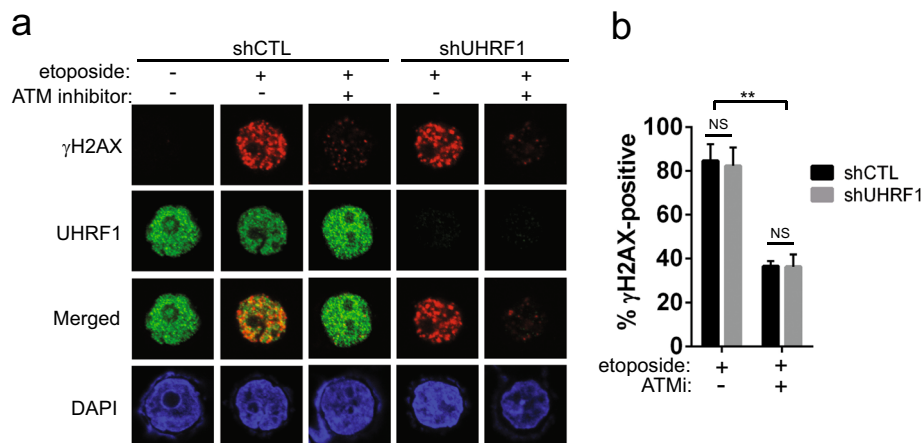 a
shCTL shUHRF1
etoposide: - + + + +
ATM inhibitor: - - + - +
γH2AX
UHRF1
Merged
DAPI
b
**
NS
NS
% γH2AX-positive
100
80
60
40
20
0
shCTL
shUHRF1
etoposide: + +
ATMi: - +